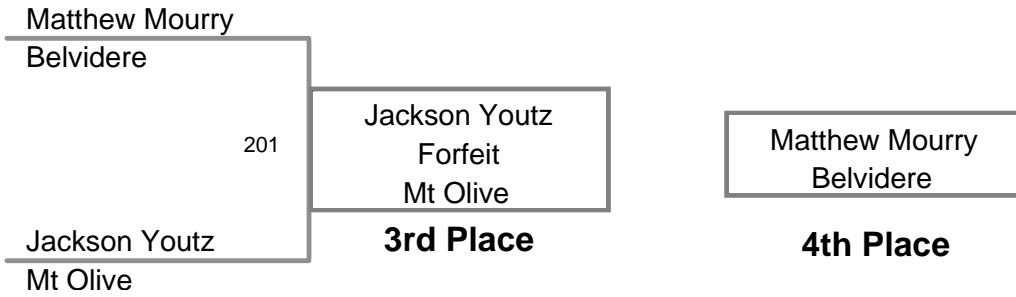 Matthew Mourry
Belvidere
201
Jackson Youtz
Mt Olive
Jackson Youtz
Forfeit
Mt Olive
3rd Place
Matthew Mourry
Belvidere
4th Place